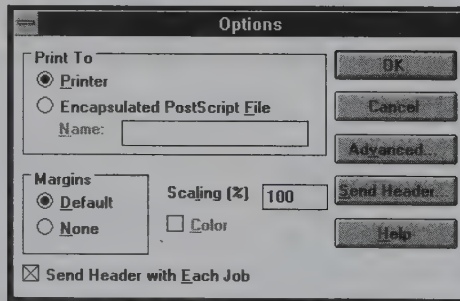 Options
Print To
Printer
Encapsulated PostScript File
Name:
Margins
Default
None
Scaling (%) 100
Color
Send Header with Each Job
OK
Cancel
Advanced...
Send Header...
Help